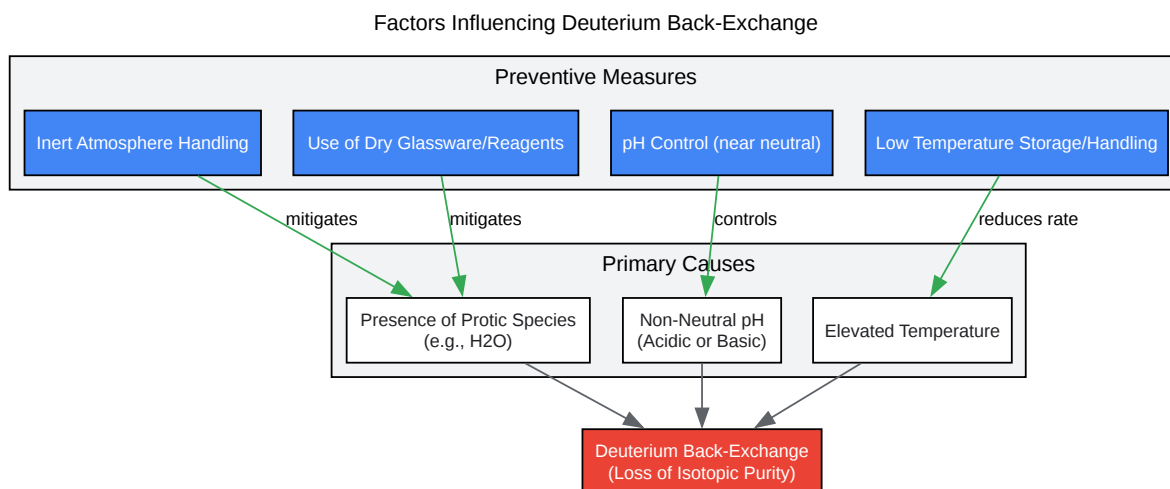 Factors Influencing Deuterium Back-Exchange
Preventive Measures
Inert Atmosphere Handling
Use of Dry Glassware/Reagents
pH Control (near neutral)
Low Temperature Storage/Handling
mitigates
mitigates
controls
reduces rate
Primary Causes
Presence of Protic Species
(e.g., H2O)
Non-Neutral pH
(Acidic or Basic)
Elevated Temperature
Deuterium Back-Exchange
(Loss of Isotopic Purity)